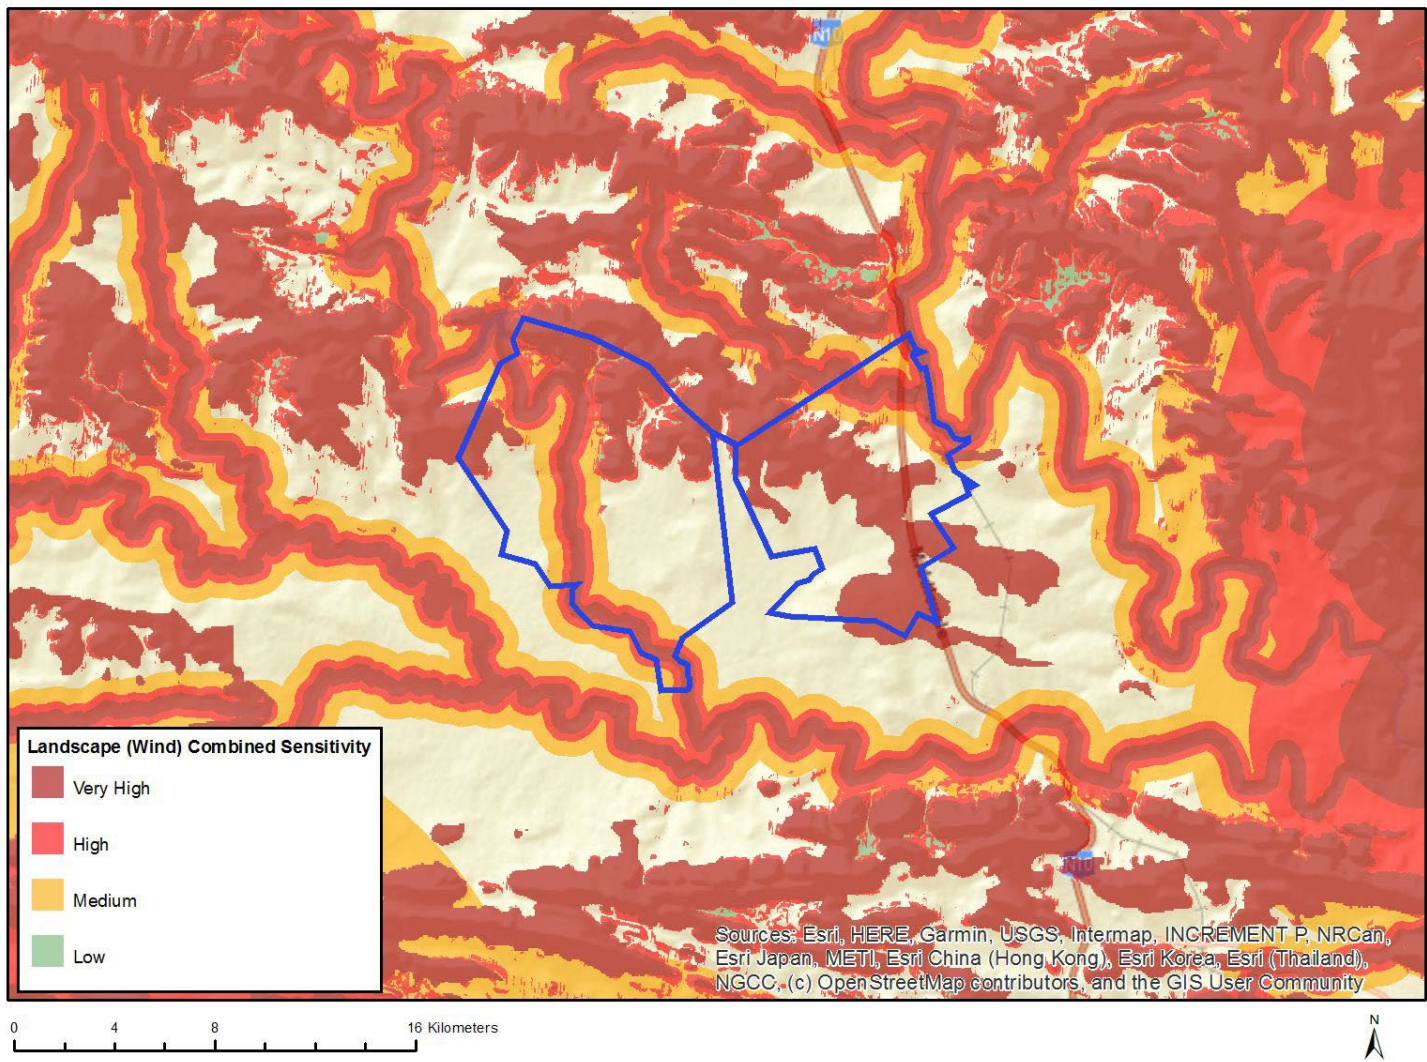 N10
Landscape (Wind) Combined Sensitivity
Very High
High
Medium
Low
N10
Sources: Esri, HERE, Garmin, USGS, Intermap, INCREMENT P, NRCan,
Esri Japan, METI, Esri China (Hong Kong), Esri Korea, Esri (Thailand),
NGCC, (c) OpenStreetMap contributors, and the GIS User Community
0 4 8 16 Kilometers
N